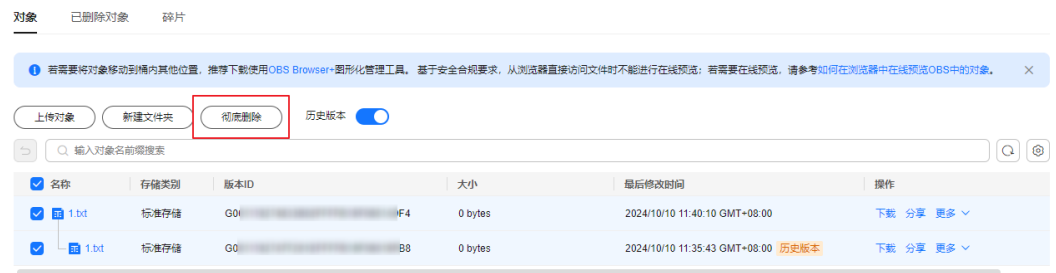 对象 已删除对象 碎片
若需要将对象移动到桶内其他位置，推荐下载使用OBS Browser+图形化管理工具。 基于安全合规要求，从浏览器直接访问文件时不能进行在线预览；若需要在线预览，请参考如何在浏览器中在线预览OBS中的对象。
上传对象 新建文件夹 彻底删除 历史版本
输入对象名前缀搜索
名称 存储类别 版本ID 大小 最后修改时间 操作
1.txt 标准存储 G00 F4 0 bytes 2024/10/10 11:40:10 GMT+08:00 下载 分享 更多
1.txt 标准存储 G0 B8 0 bytes 2024/10/10 11:35:43 GMT+08:00 历史版本 下载 分享 更多